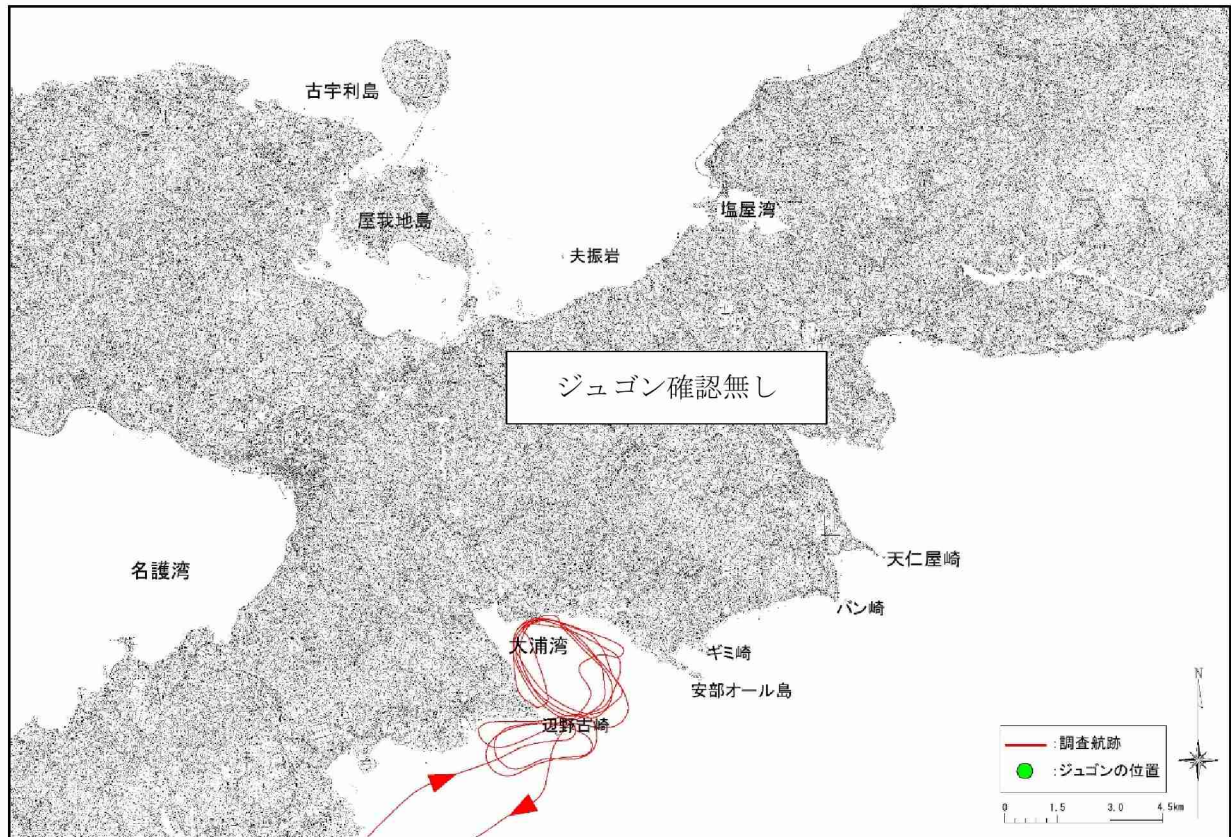 古宇利島
屋我地島
塩屋湾
夫振岩
ジュゴン確認無し
名護湾
天仁屋崎
バン崎
大浦湾
ギミ崎
安部オール島
辺野古崎
N
:調査航跡
:ジュゴンの位置
0 1.5 3.0 4.5km